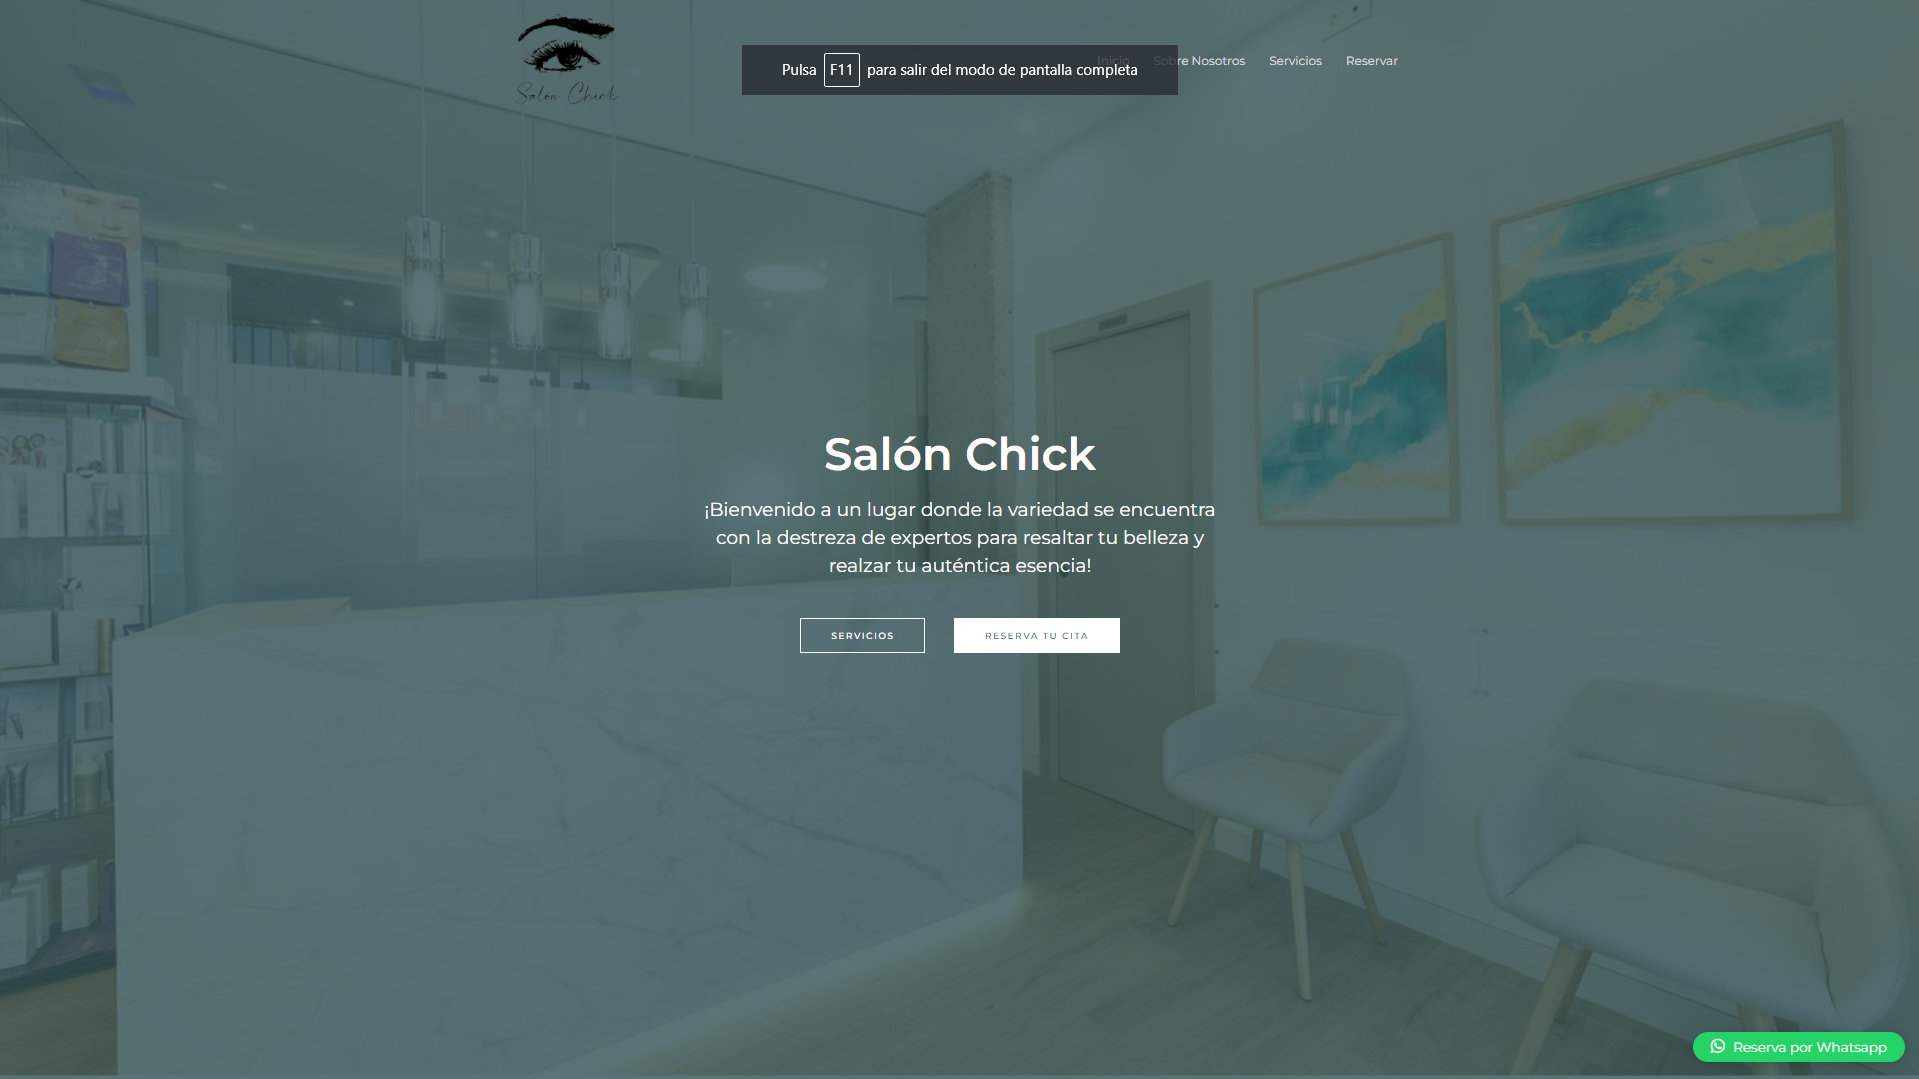 Salón Chick
Pulsa F11 para salir del modo de pantalla completa
Inicio
Sobre Nosotros
Servicios
Reservar
Salón Chick
¡Bienvenido a un lugar donde la variedad se encuentra
con la destreza de expertos para resaltar tu belleza y
realzar tu auténtica esencia!
SERVICIOS
RESERVA TU CITA
Reserva por Whatsapp